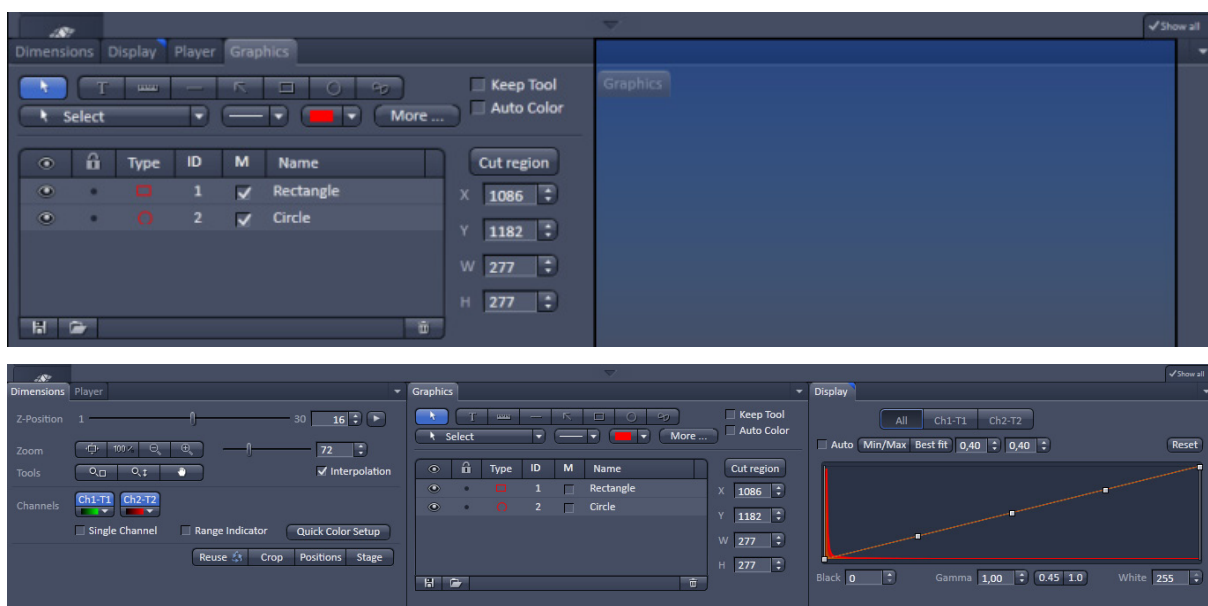 Show all
Dimensions Display Player Graphics
Graphics
T
Keep Tool
Select
More ...
Auto Color
Type ID M Name
Cut region
1 Rectangle
X 1086
2 Circle
Y 1182
W 277
H 277
Show all
Dimensions Player
Graphics
Display
Z-Position 1 30 16
T
Keep Tool
All Ch1-T1 Ch2-T2
Select
More ...
Auto Color
Zoom 100% 72
Auto Min/Max Best fit 0,40 0,40 Reset
Tools
Interpolation
Type ID M Name
Cut region
1 Rectangle
X 1086
Channels Ch1-T1 Ch2-T2
2 Circle
Y 1182
Single Channel Range Indicator Quick Color Setup
W 277
Reuse Crop Positions Stage
H 277
Black 0 Gamma 1,00 0.45 1.0 White 255